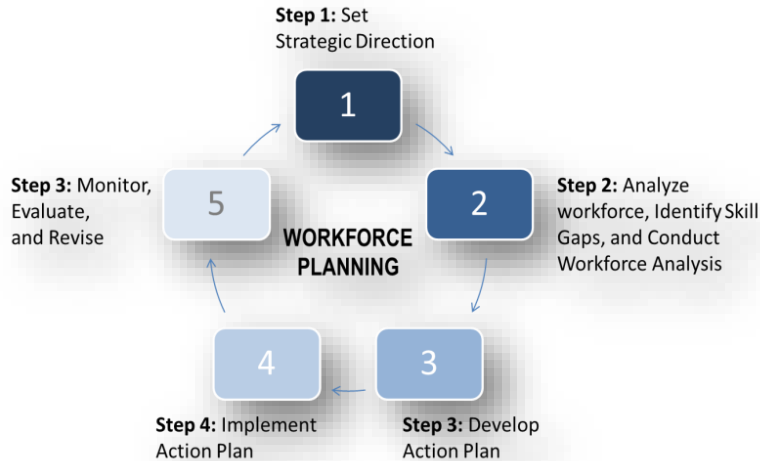 Step 1: Set
Strategic Direction
1
Step 3: Monitor,
Evaluate,
and Revise
5
2
Step 2: Analyze
workforce, Identify Skill
Gaps, and Conduct
Workforce Analysis
WORKFORCE
PLANNING
4
3
Step 4: Implement
Action Plan
Step 3: Develop
Action Plan